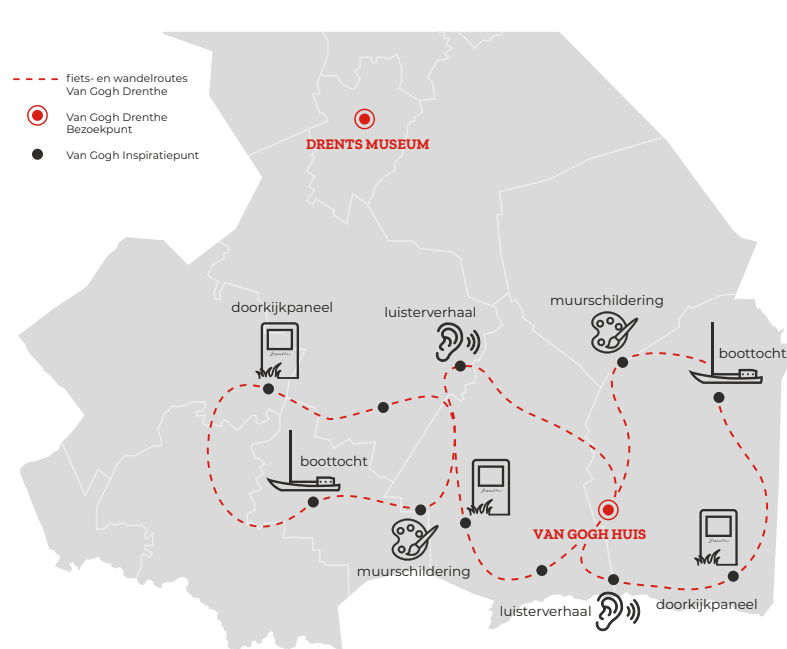 fiets- en wandelroutes
Van Gogh Drenthe
Van Gogh Drenthe
Bezoekpunt
Van Gogh Inspiratiepunt
DRENTS MUSEUM
doorkijkpaneel
luisterverhaal
muurschildering
boottocht
boottocht
VAN GOGH HUIS
muurschildering
luisterverhaal
doorkijkpaneel